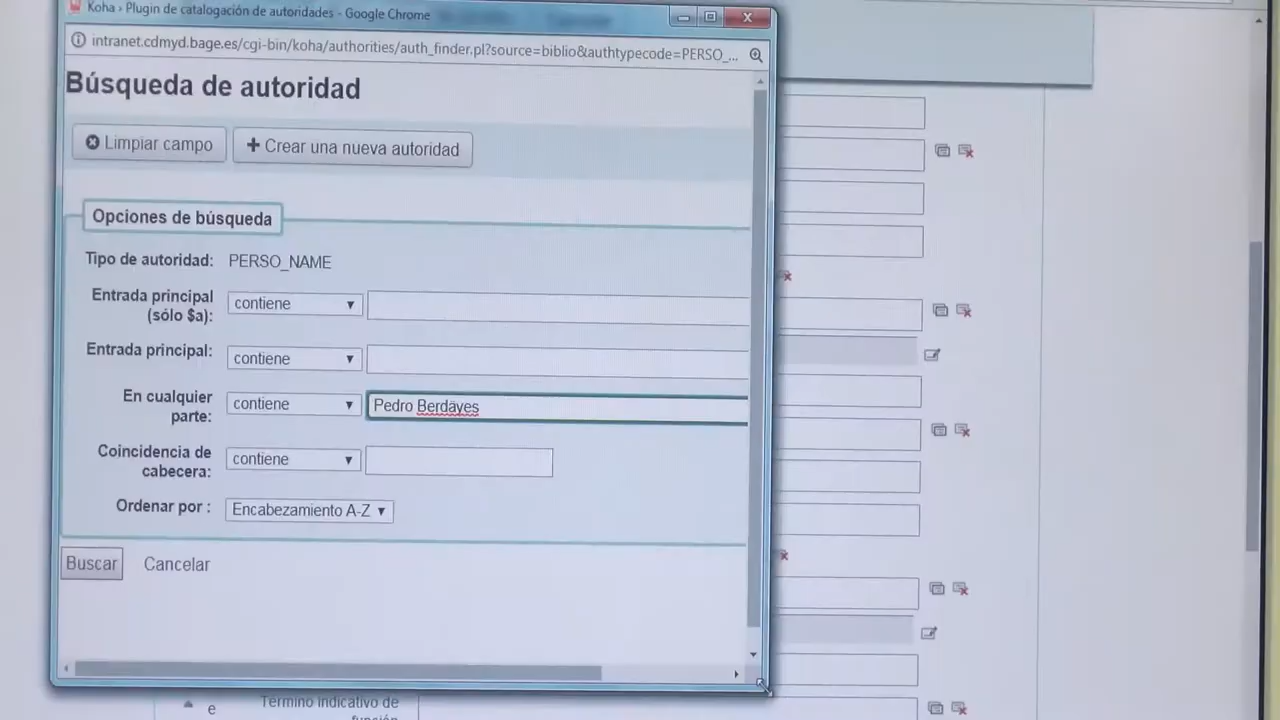 Koha › Plugin de catalogación de autoridades - Google Chrome
intranet.cdmyd.bage.es/cgi-bin/koha/authorities/auth_finder.pl?source=biblio&authtypecode=PERSO_...
Búsqueda de autoridad
Limpiar campo
Crear una nueva autoridad
Opciones de búsqueda
Tipo de autoridad: PERSO_NAME
Entrada principal (sólo $a): contiene
Entrada principal: contiene
En cualquier parte: contiene Pedro Berdayes
Coincidencia de cabecera: contiene
Ordenar por : Encabezamiento A-Z
Buscar
Cancelar
e
Término indicativo de
función